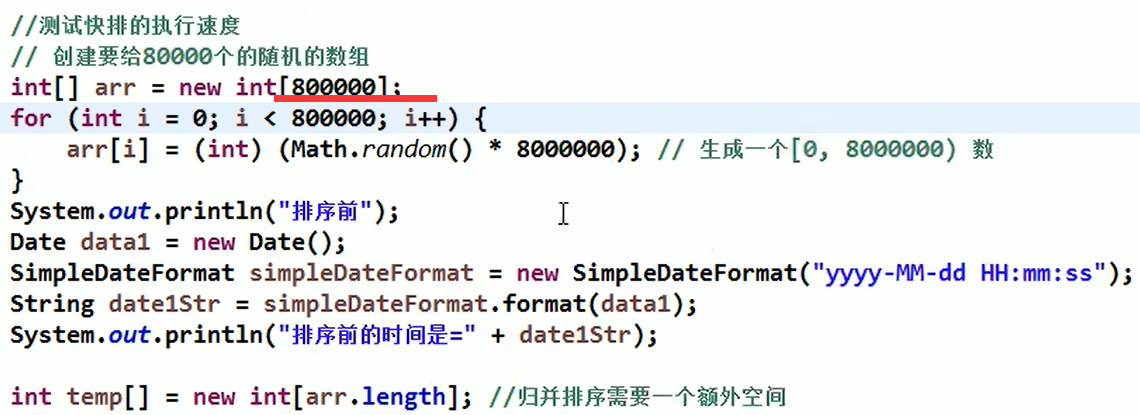 //测试快排的执行速度
// 创建要给80000个的随机的数组
int[] arr = new int[800000];
for (int i = 0; i < 800000; i++) {
    arr[i] = (int) (Math.random() * 8000000); // 生成一个[0, 8000000) 数
}
System.out.println("排序前");
Date data1 = new Date();
SimpleDateFormat simpleDateFormat = new SimpleDateFormat("yyyy-MM-dd HH:mm:ss");
String date1Str = simpleDateFormat.format(data1);
System.out.println("排序前的时间是=" + date1Str);
int temp[] = new int[arr.length]; //归并排序需要一个额外空间